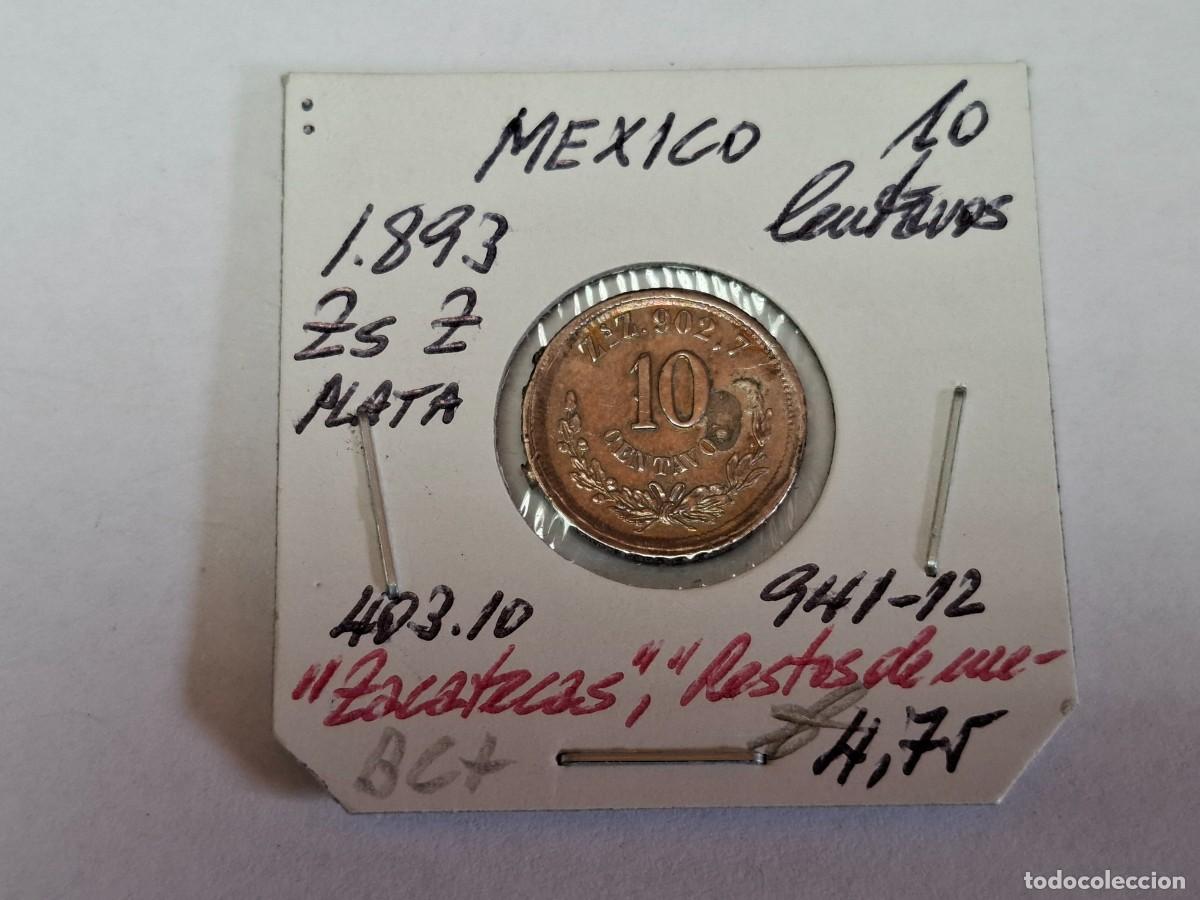 MEXICO
10
Centavos
1.893
Zs Z
PLATA
ZsZ. 902,7
10
CENTAVOS
403.10
941-12
"Zacatecas", "Restos de me-
BC+
4,75
todocoleccion